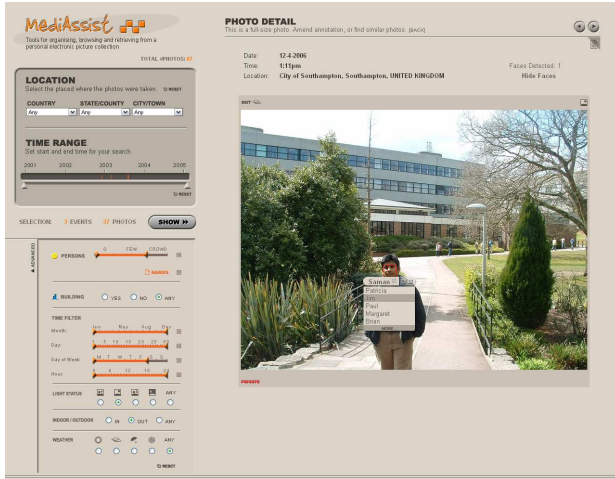 MediAssist
Tools for organising, browsing and retrieving from a
personal electronic picture collection
TOTAL #PHOTOS: 82
LOCATION
Select the placed where the photos were taken. RESET
COUNTRY STATE/COUNTY CITY/TOWN
Any Any Any
TIME RANGE
Set start and end time for your search.
2001 2002 2003 2004 2005
RESET
SELECTION: 3 EVENTS 37 PHOTOS SHOW
ADVANCED
PERSONS 0 FEW CROWD
NAMES
BUILDING YES NO ANY
TIME FILTER
Month: Jan May Aug Dec
Day:
Day of Week
Hour:
LIGHT STATUS ANY
INDOOR / OUTDOOR IN OUT ANY
WEATHER ANY
RESET
PHOTO DETAIL
This is a full-size photo. Amend annotation, or find similar photos. [BACK]
Date: 12-4-2006
Time: 1:11pm
Location: City of Southampton, Southampton, UNITED KINGDOM
Faces Detected: 1
Hide Faces
OUT
Saman
Patricia
Jim
Paul
Margaret
Brian
MORE...
PRIVATE